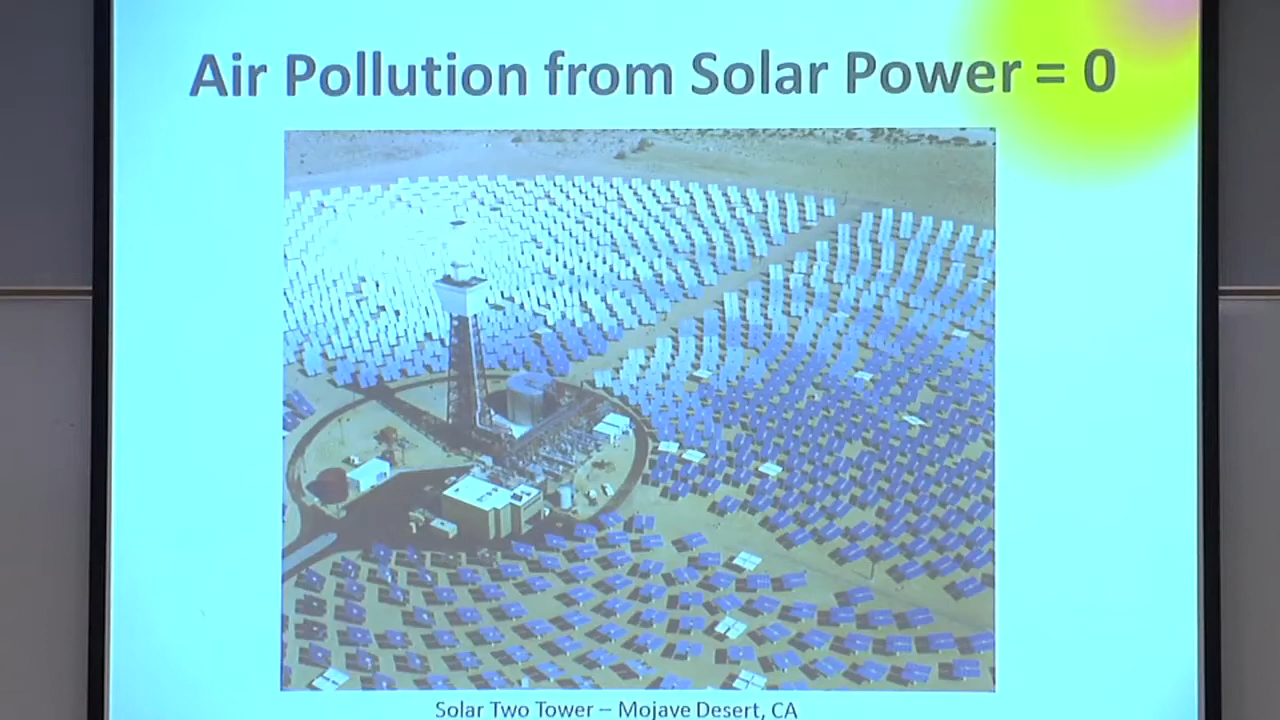 Air Pollution from Solar Power = 0
Solar Two Tower – Mojave Desert, CA